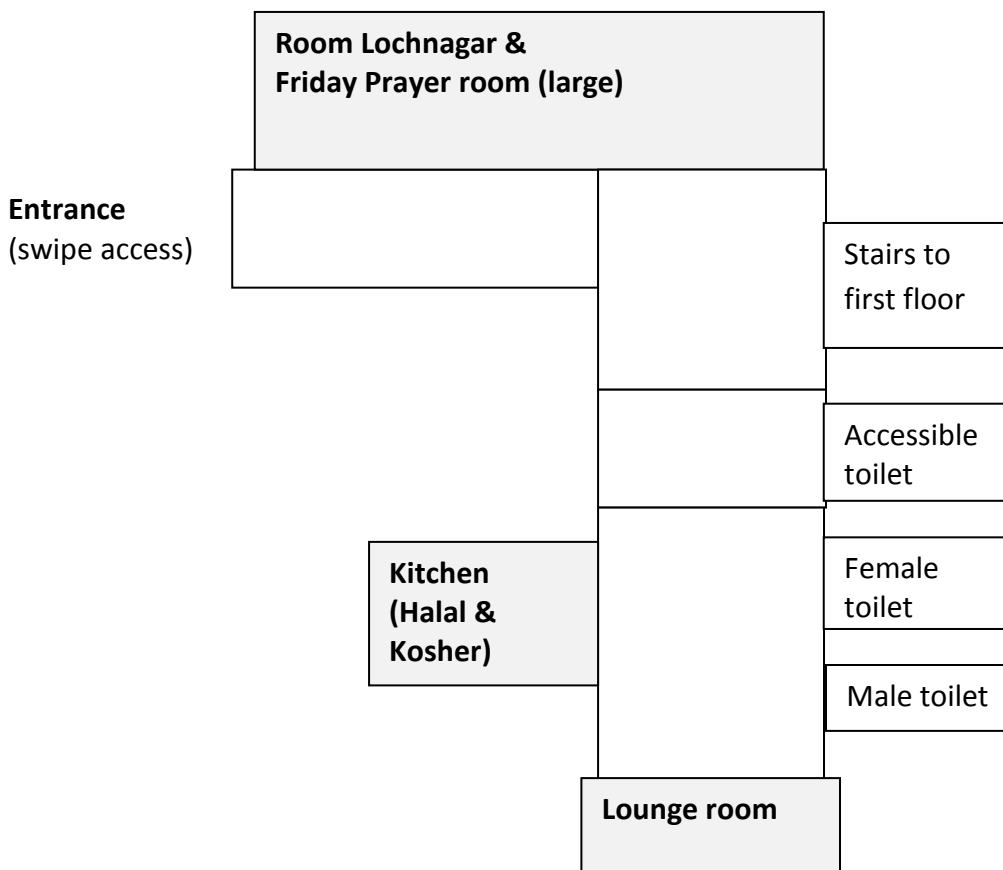 Room Lochnagar &
Friday Prayer room (large)
Entrance
(swipe access)
Stairs to
first floor
Accessible
toilet
Kitchen
(Halal &
Kosher)
Female
toilet
Male toilet
Lounge room